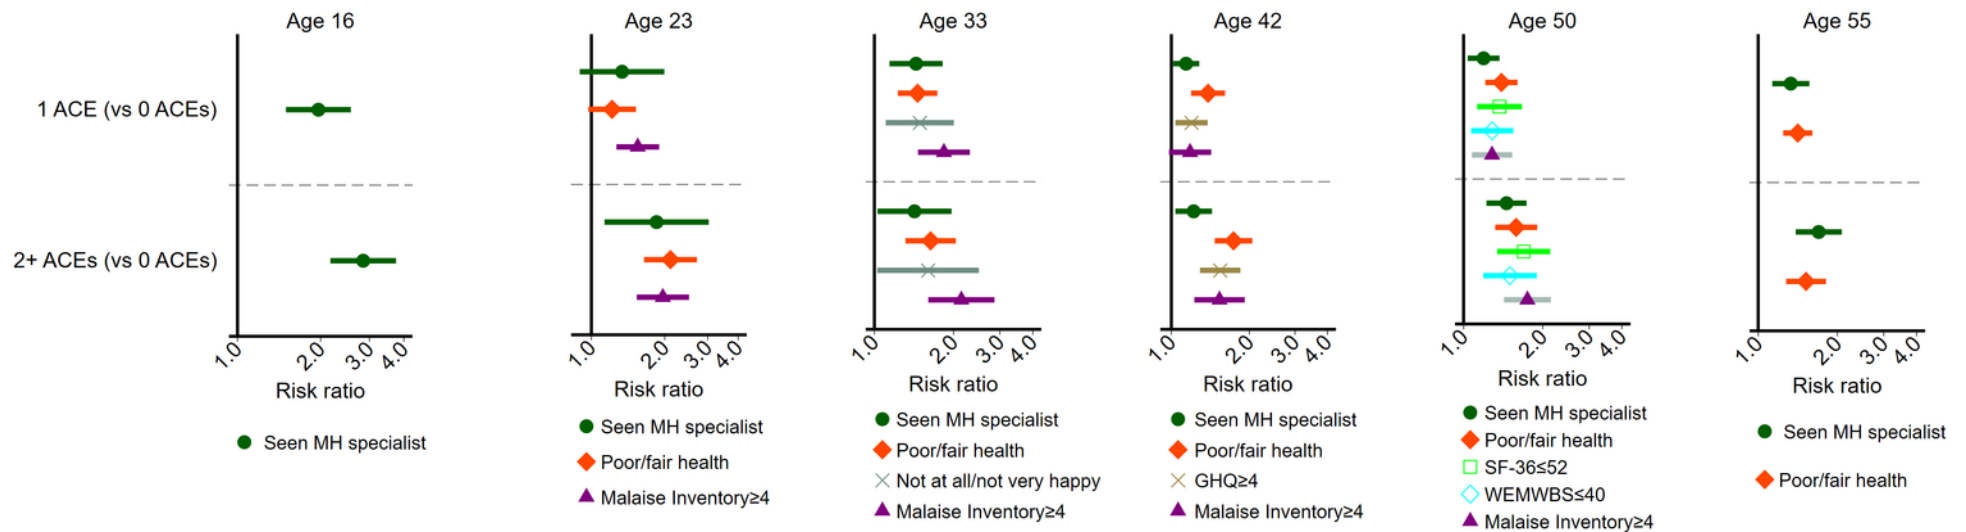 Age 16
Age 23
Age 33
Age 42
Age 50
Age 55
1 ACE (vs 0 ACEs)
2+ ACEs (vs 0 ACEs)
1.0 2.0 3.0 4.0
Risk ratio
Seen MH specialist
1.0 2.0 3.0 4.0
Risk ratio
Seen MH specialist
Poor/fair health
Malaise Inventory≥4
1.0 2.0 3.0 4.0
Risk ratio
Seen MH specialist
Poor/fair health
Not at all/not very happy
Malaise Inventory≥4
1.0 2.0 3.0 4.0
Risk ratio
Seen MH specialist
Poor/fair health
GHQ≥4
Malaise Inventory≥4
1.0 2.0 3.0 4.0
Risk ratio
Seen MH specialist
Poor/fair health
SF-36≤52
WEMWBS≤40
Malaise Inventory≥4
1.0 2.0 3.0 4.0
Risk ratio
Seen MH specialist
Poor/fair health